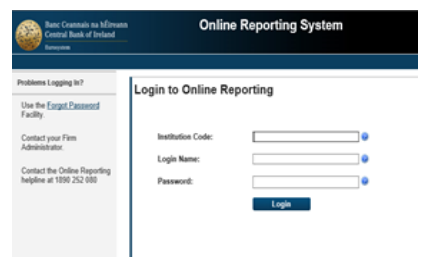 Banc Ceannais na hÉireann
Central Bank of Ireland
Eurosystem
Online Reporting System
Problems Logging In?
Use the Forgot Password
Facility.
Contact your Firm
Administrator.
Contact the Online Reporting
helpline at 1890 252 080
Login to Online Reporting
Institution Code:
Login Name:
Password:
Login